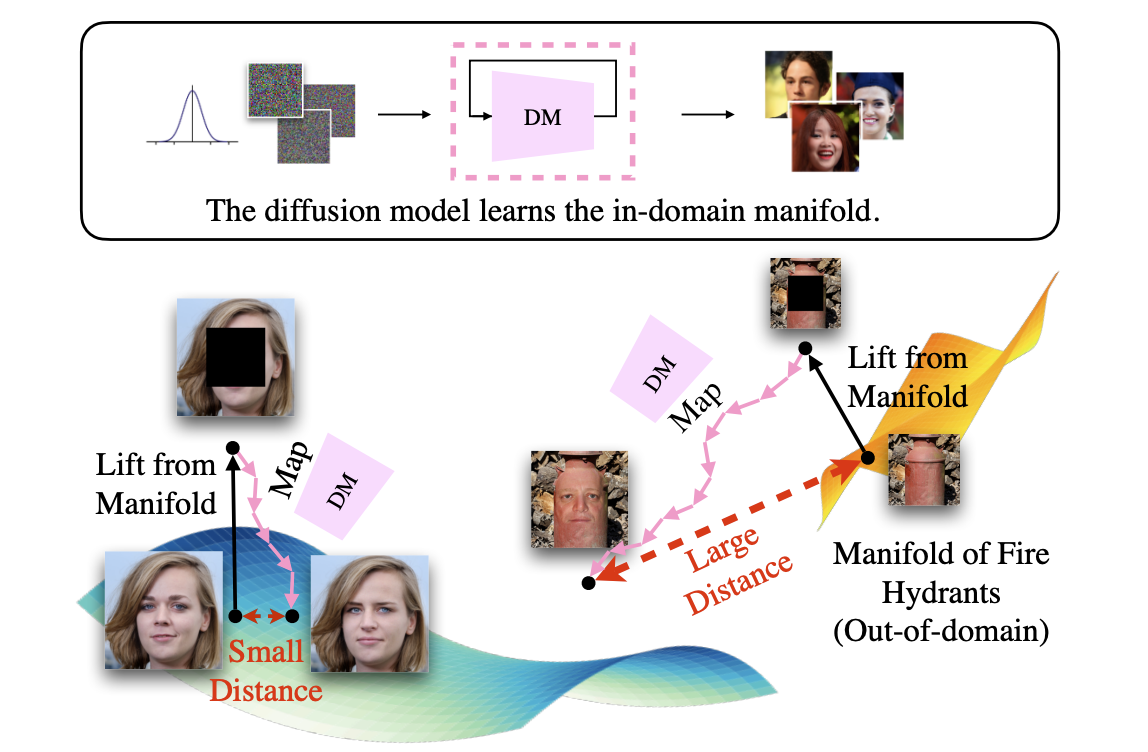 DM
The diffusion model learns the in-domain manifold.
Lift from
Manifold
Map
DM
Small
Distance
DM
Map
Lift from
Manifold
Large
Distance
Manifold of Fire
Hydrants
(Out-of-domain)